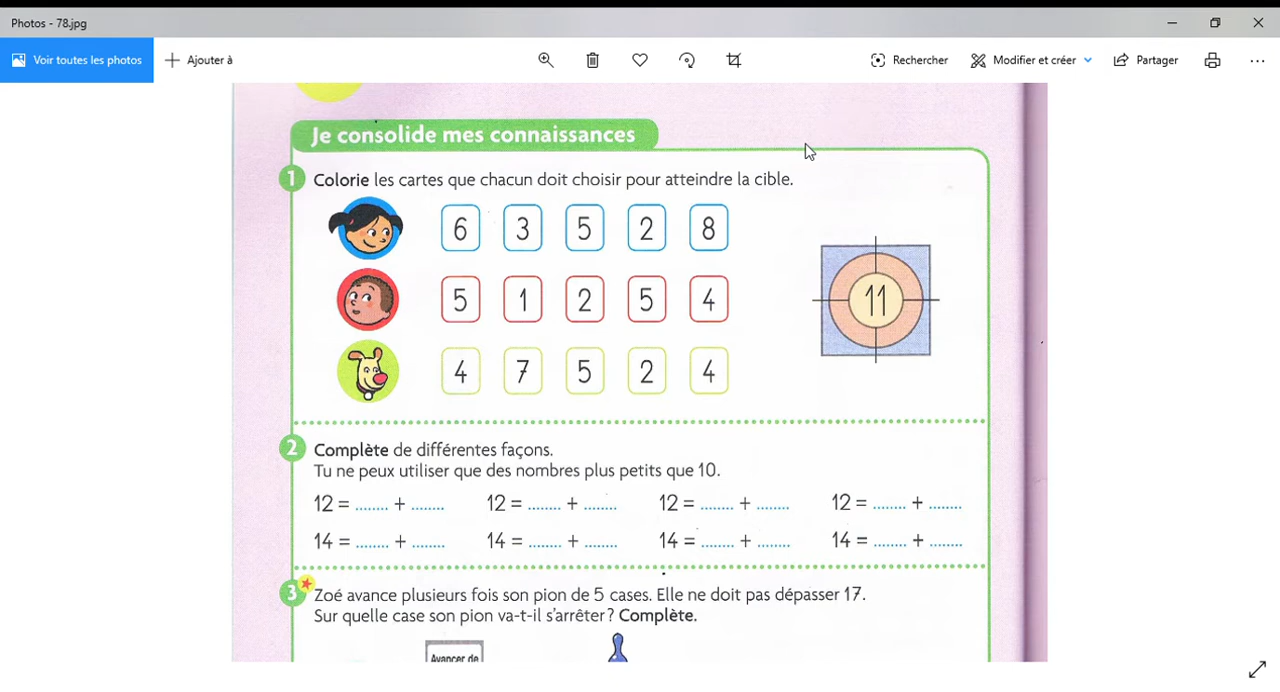 Photos - 78.jpg
Voir toutes les photos
Ajouter à
Rechercher
Modifier et créer
Partager
Je consolide mes connaissances
1 Colorie les cartes que chacun doit choisir pour atteindre la cible.
6 3 5 2 8
5 1 2 5 4
11
4 7 5 2 4
2 Complète de différentes façons.
Tu ne peux utiliser que des nombres plus petits que 10.
12 = ........ + ........ 12 = ........ + ........ 12 = ........ + ........ 12 = ........ + ........
14 = ........ + ........ 14 = ........ + ........ 14 = ........ + ........ 14 = ........ + ........
3 Zoé avance plusieurs fois son pion de 5 cases. Elle ne doit pas dépasser 17.
Sur quelle case son pion va-t-il s'arrêter ? Complète.
Avancer de